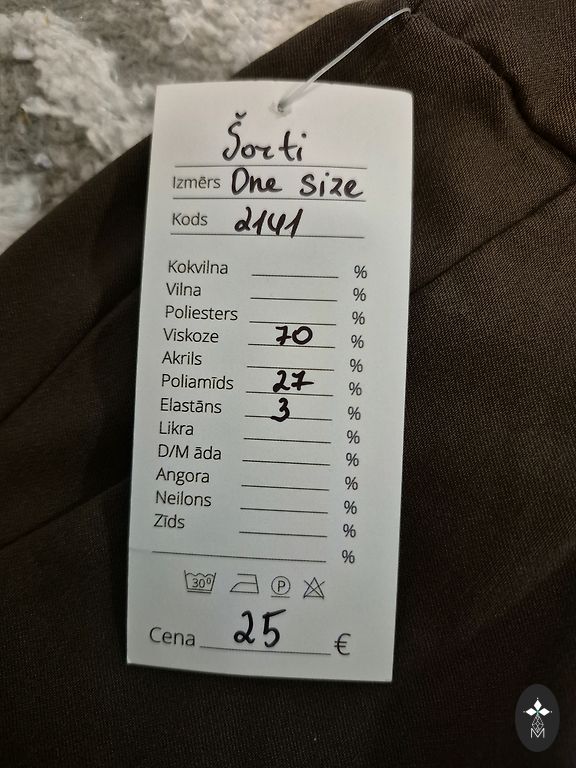 Šorti
Izmērs One size
Kods 2141
Kokvilna %
Vilna %
Poliesters %
Viskoze 70 %
Akrils %
Poliamīds 27 %
Elastāns 3 %
Likra %
D/M āda %
Angora %
Neilons %
Zīds %
%
30° P
Cena 25 €
M